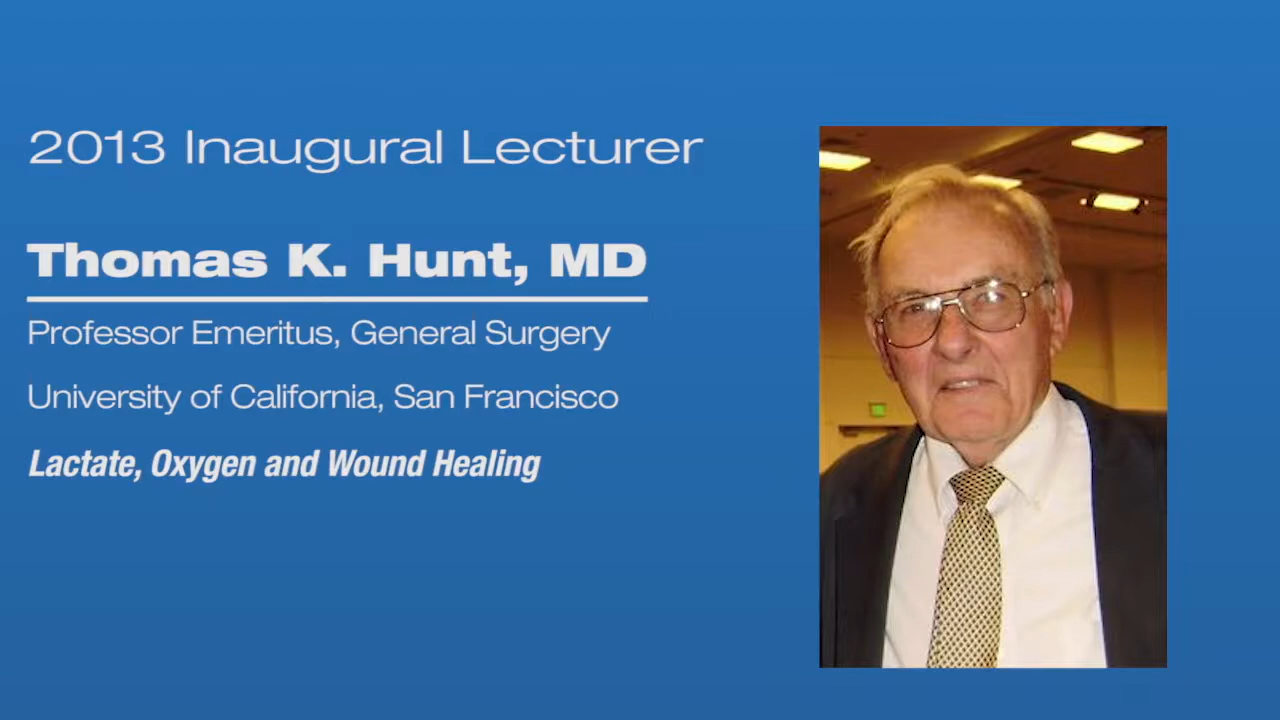 2013 Inaugural Lecturer
Thomas K. Hunt, MD
Professor Emeritus, General Surgery
University of California, San Francisco
Lactate, Oxygen and Wound Healing